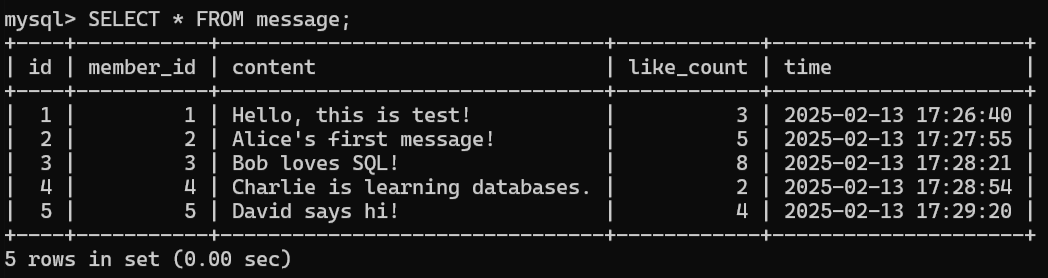 mysql> SELECT * FROM message;
+----+-----------+--------------------------------+------------+---------------------+
| id | member_id | content                        | like_count | time                |
+----+-----------+--------------------------------+------------+---------------------+
|  1 |         1 | Hello, this is test!           |          3 | 2025-02-13 17:26:40 |
|  2 |         2 | Alice's first message!         |          5 | 2025-02-13 17:27:55 |
|  3 |         3 | Bob loves SQL!                 |          8 | 2025-02-13 17:28:21 |
|  4 |         4 | Charlie is learning databases. |          2 | 2025-02-13 17:28:54 |
|  5 |         5 | David says hi!                 |          4 | 2025-02-13 17:29:20 |
+----+-----------+--------------------------------+------------+---------------------+
5 rows in set (0.00 sec)